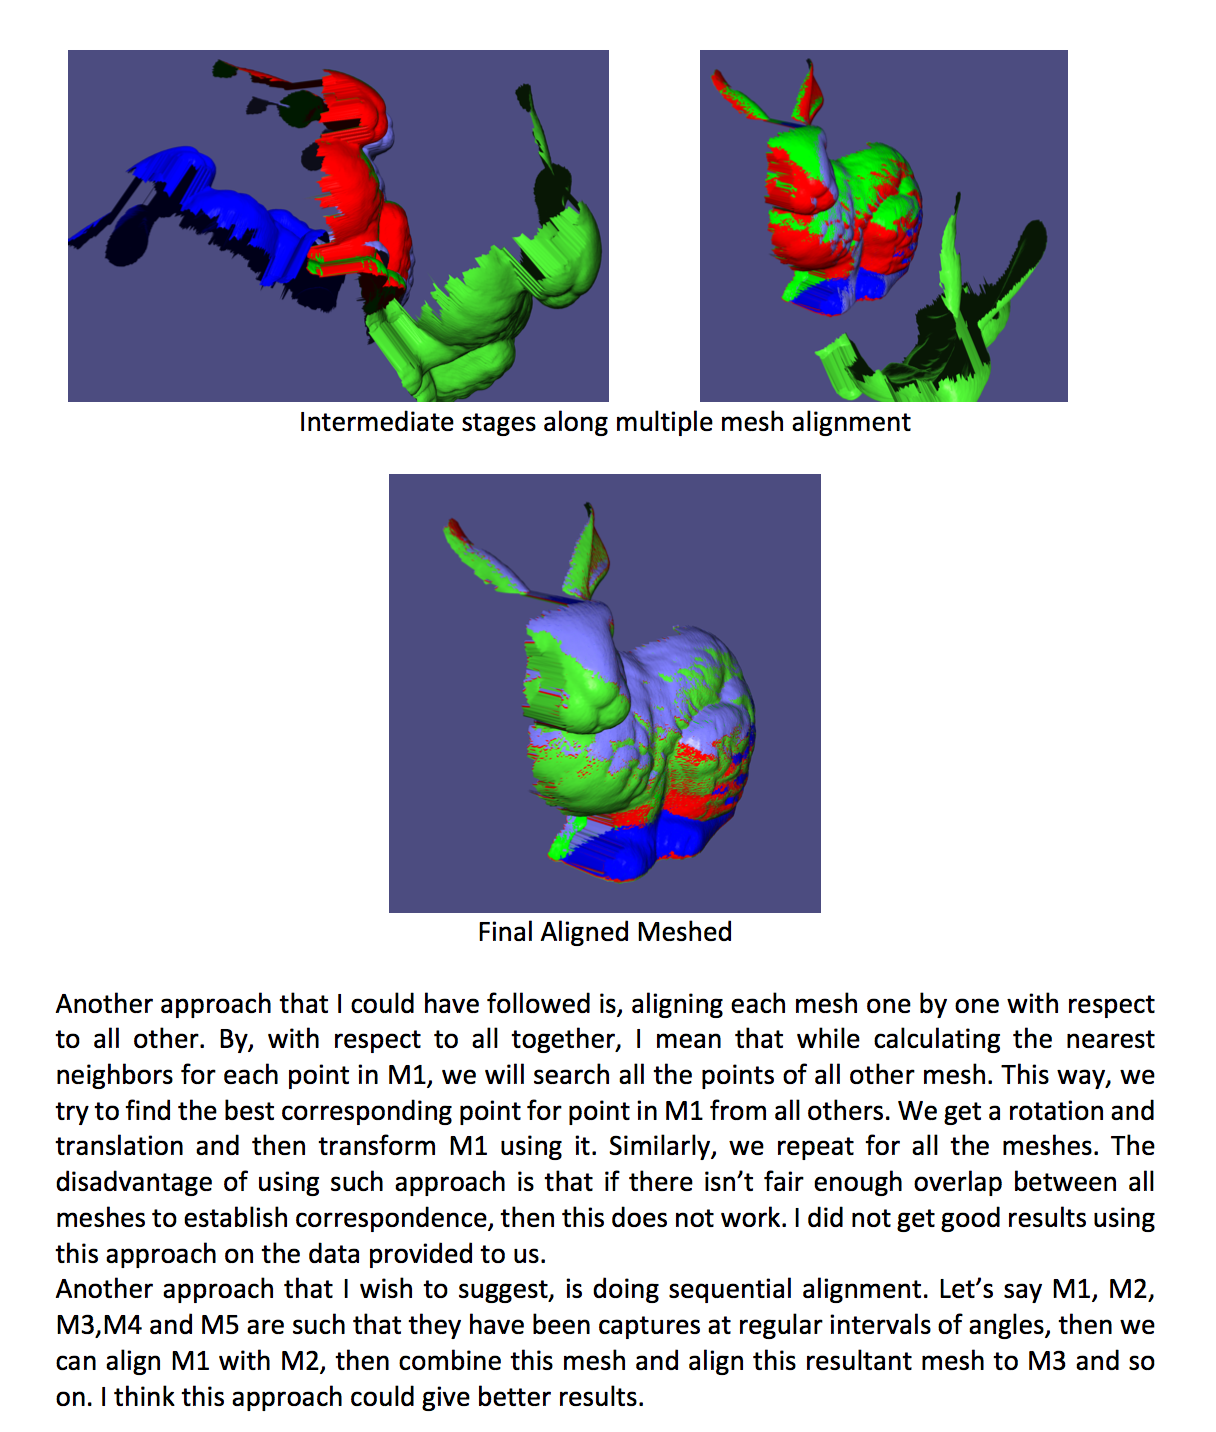 Intermediate stages along multiple mesh alignment
Final Aligned Meshed
Another approach that I could have followed is, aligning each mesh one by one with respect
to all other. By, with respect to all together, I mean that while calculating the nearest
neighbors for each point in M1, we will search all the points of all other mesh. This way, we
try to find the best corresponding point for point in M1 from all others. We get a rotation and
translation and then transform M1 using it. Similarly, we repeat for all the meshes. The
disadvantage of using such approach is that if there isn’t fair enough overlap between all
meshes to establish correspondence, then this does not work. I did not get good results using
this approach on the data provided to us.
Another approach that I wish to suggest, is doing sequential alignment. Let’s say M1, M2,
M3,M4 and M5 are such that they have been captures at regular intervals of angles, then we
can align M1 with M2, then combine this mesh and align this resultant mesh to M3 and so
on. I think this approach could give better results.